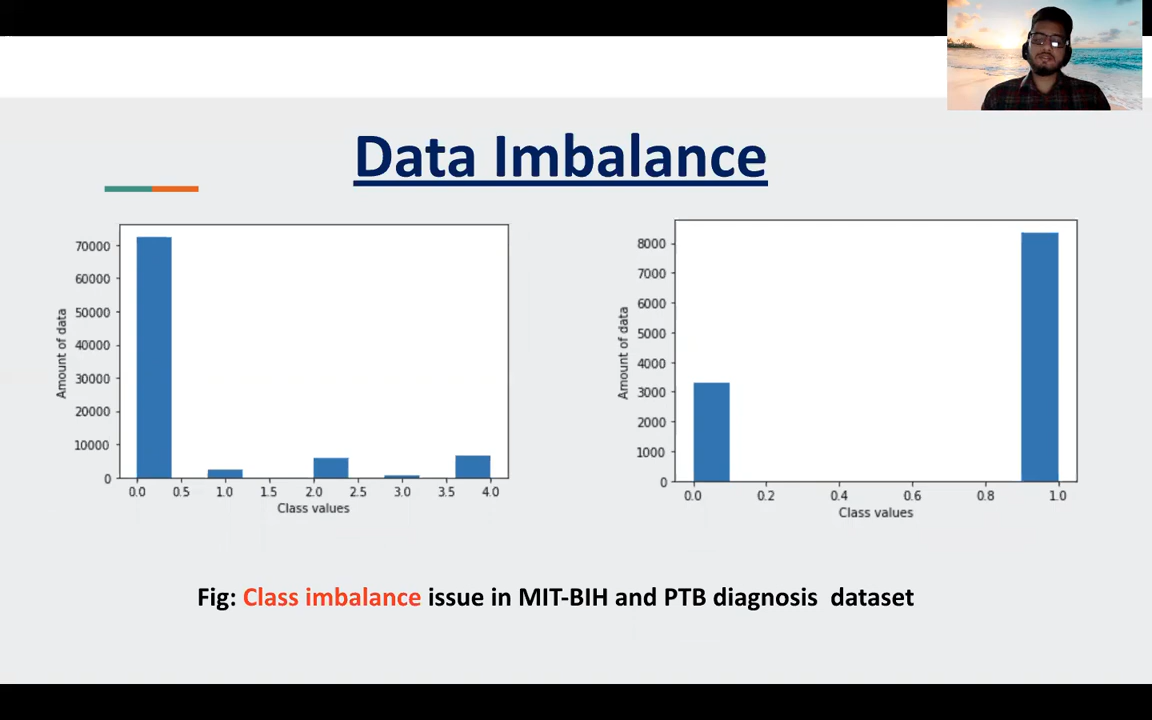 Data Imbalance
70000
60000
50000
40000
30000
20000
10000
0
Amount of data
0.0 0.5 1.0 1.5 2.0 2.5 3.0 3.5 4.0
Class values
8000
7000
6000
5000
4000
3000
2000
1000
0
Amount of data
0.0 0.2 0.4 0.6 0.8 1.0
Class values
Fig: Class imbalance issue in MIT-BIH and PTB diagnosis dataset